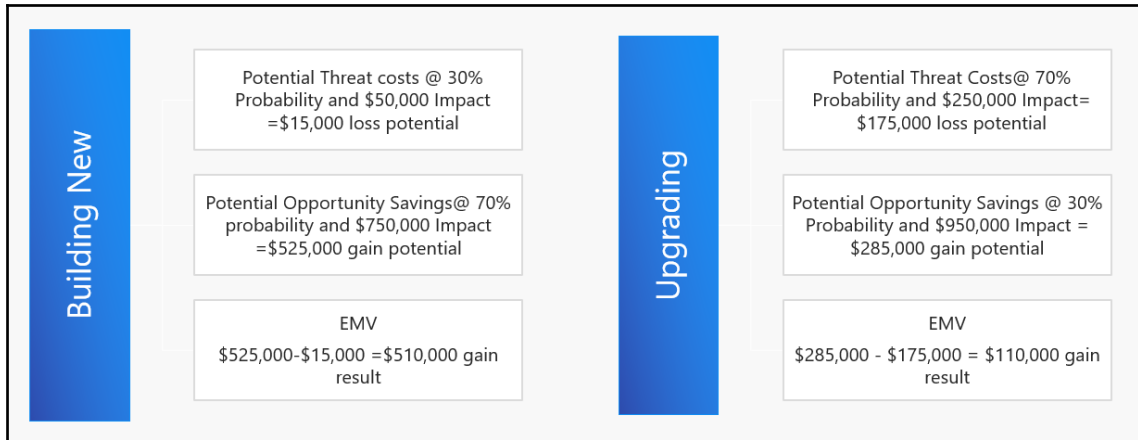 Building New
Potential Threat costs @ 30%
Probability and $50,000 Impact
=$15,000 loss potential
Potential Opportunity Savings@ 70%
probability and $750,000 Impact
=$525,000 gain potential
EMV
$525,000-$15,000 =$510,000 gain
result
Upgrading
Potential Threat Costs@ 70%
Probability and $250,000 Impact=
$175,000 loss potential
Potential Opportunity Savings @ 30%
Probability and $950,000 Impact =
$285,000 gain potential
EMV
$285,000 - $175,000 = $110,000 gain
result